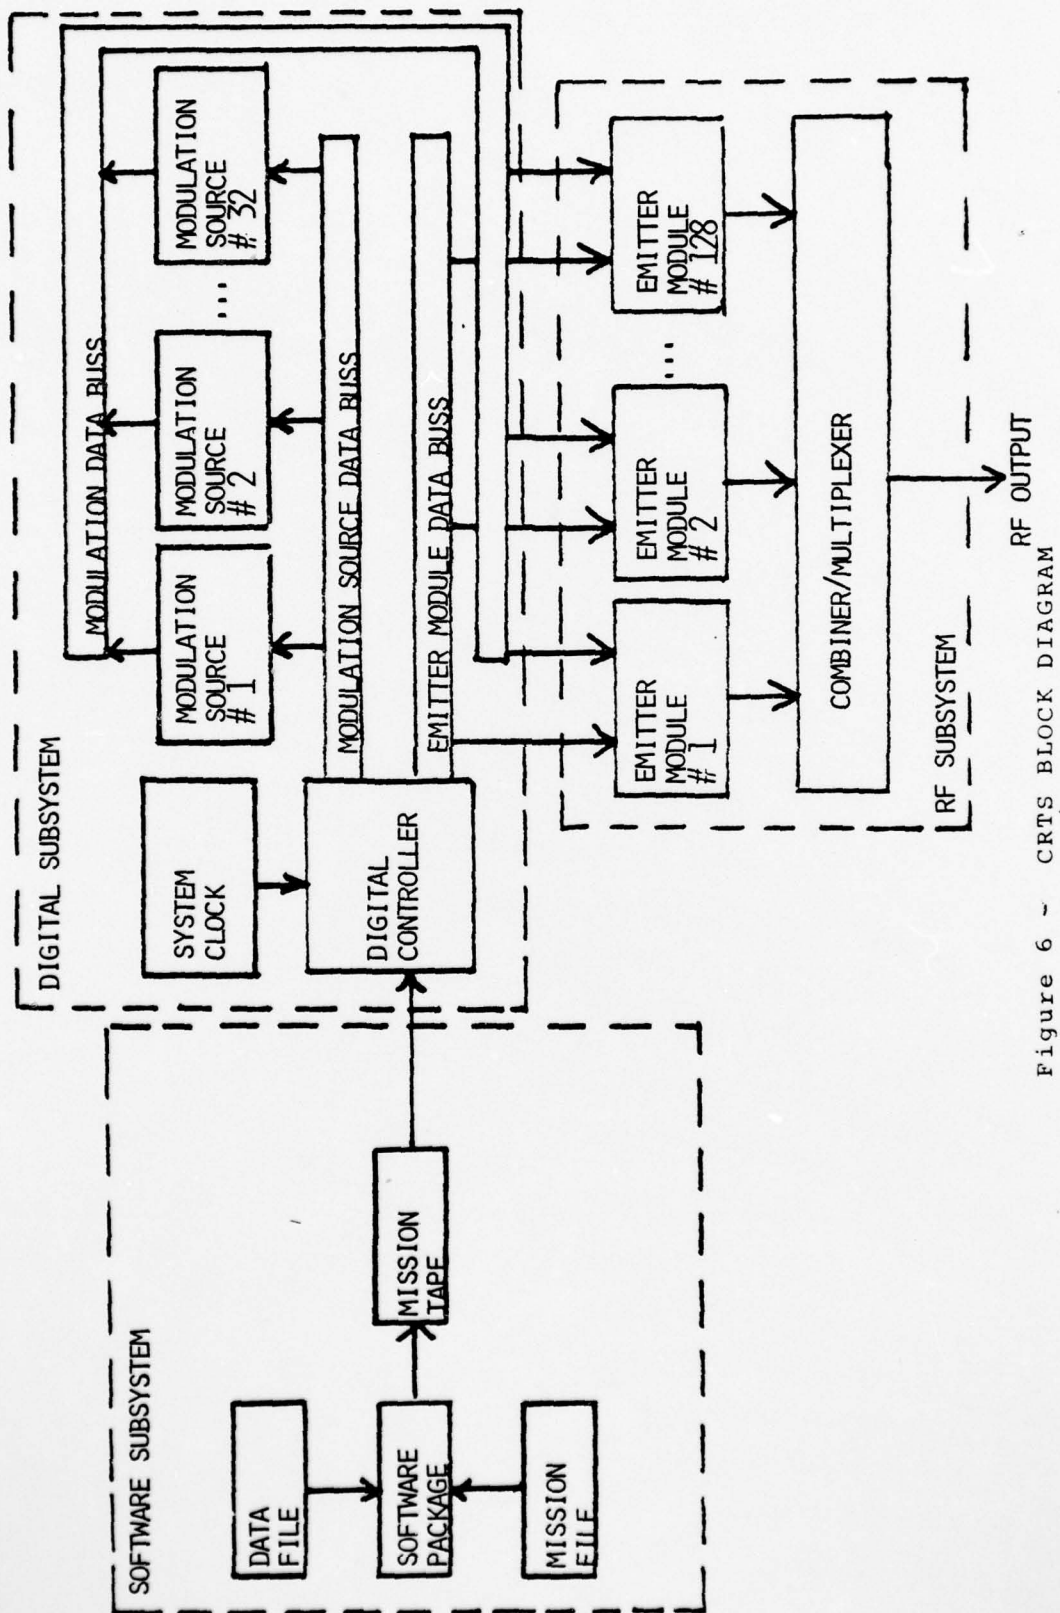 SOFTWARE SUBSYSTEM
DATA
FILE
SOFTWARE
PACKAGE
MISSION
FILE
MISSION
TAPE
DIGITAL SUBSYSTEM
SYSTEM
CLOCK
DIGITAL
CONTROLLER
MODULATION DATA BUSS
MODULATION
SOURCE
# 1
MODULATION
SOURCE
# 2
...
MODULATION
SOURCE
# 32
MODULATION SOURCE DATA BUSS
EMITTER MODULE DATA BUSS
EMITTER
MODULE
# 1
EMITTER
MODULE
# 2
...
EMITTER
MODULE
# 128
COMBINER/MULTIPLEXER
RF SUBSYSTEM
RF OUTPUT
Figure 6 - CRTS BLOCK DIAGRAM